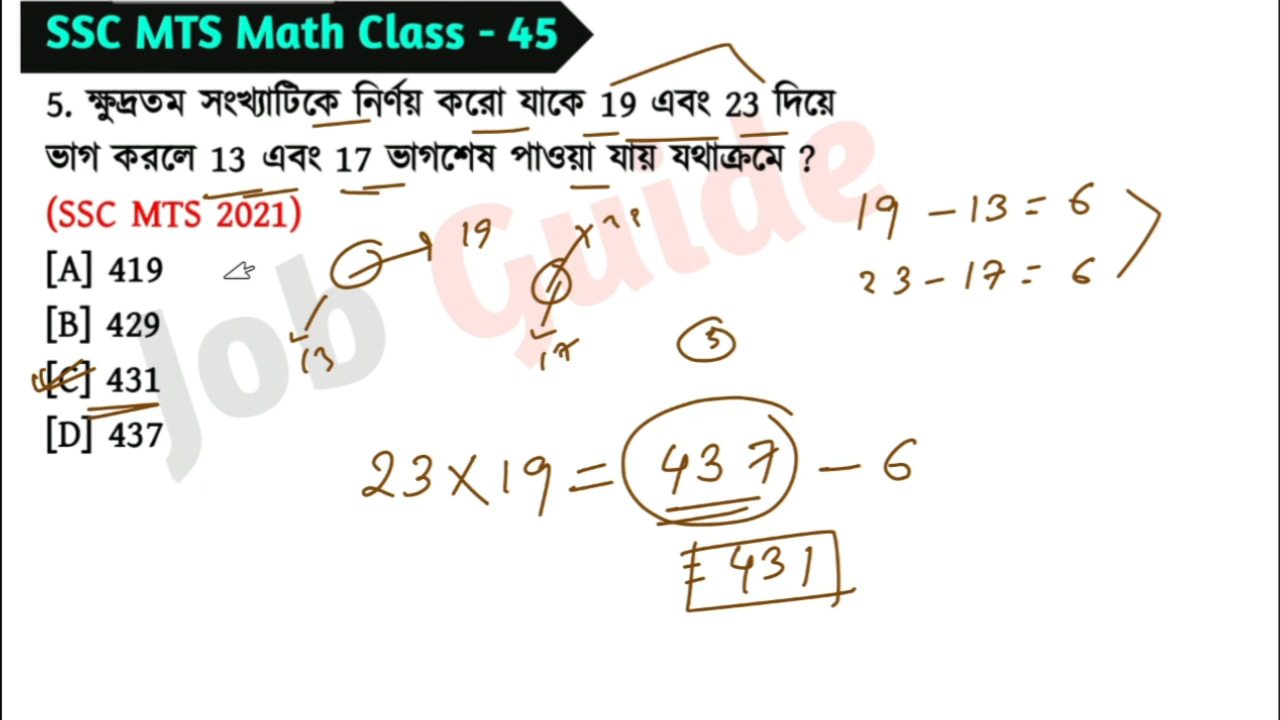 SSC MTS Math Class - 45
5. ক্ষুদ্রতম সংখ্যাটিকে নির্ণয় করো যাকে 19 এবং 23 দিয়ে
ভাগ করলে 13 এবং 17 ভাগশেষ পাওয়া যায় যথাক্রমে ?
(SSC MTS 2021)
[A] 419
[B] 429
[C] 431
[D] 437
19
13
17
19 - 13 = 6
23 - 17 = 6
5
23 × 19 = 437 - 6
= 431
Job Guide